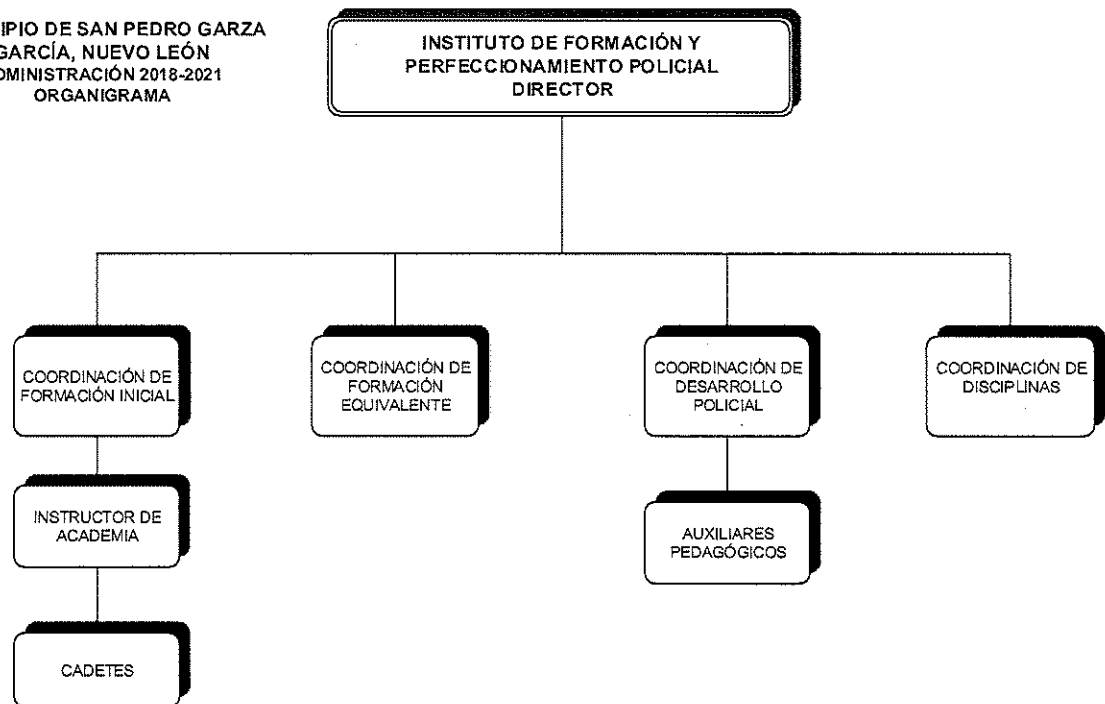 IPIO DE SAN PEDRO GARZA
GARCÍA, NUEVO LEÓN
DMINISTRACIÓN 2018-2021
ORGANIGRAMA
INSTITUTO DE FORMACIÓN Y
PERFECCIONAMIENTO POLICIAL
DIRECTOR
COORDINACIÓN DE
FORMACIÓN INICIAL
COORDINACIÓN DE
FORMACIÓN
EQUIVALENTE
COORDINACIÓN DE
DESARROLLO
POLICIAL
COORDINACIÓN DE
DISCIPLINAS
INSTRUCTOR DE
ACADEMIA
AUXILIARES
PEDAGÓGICOS
CADETES